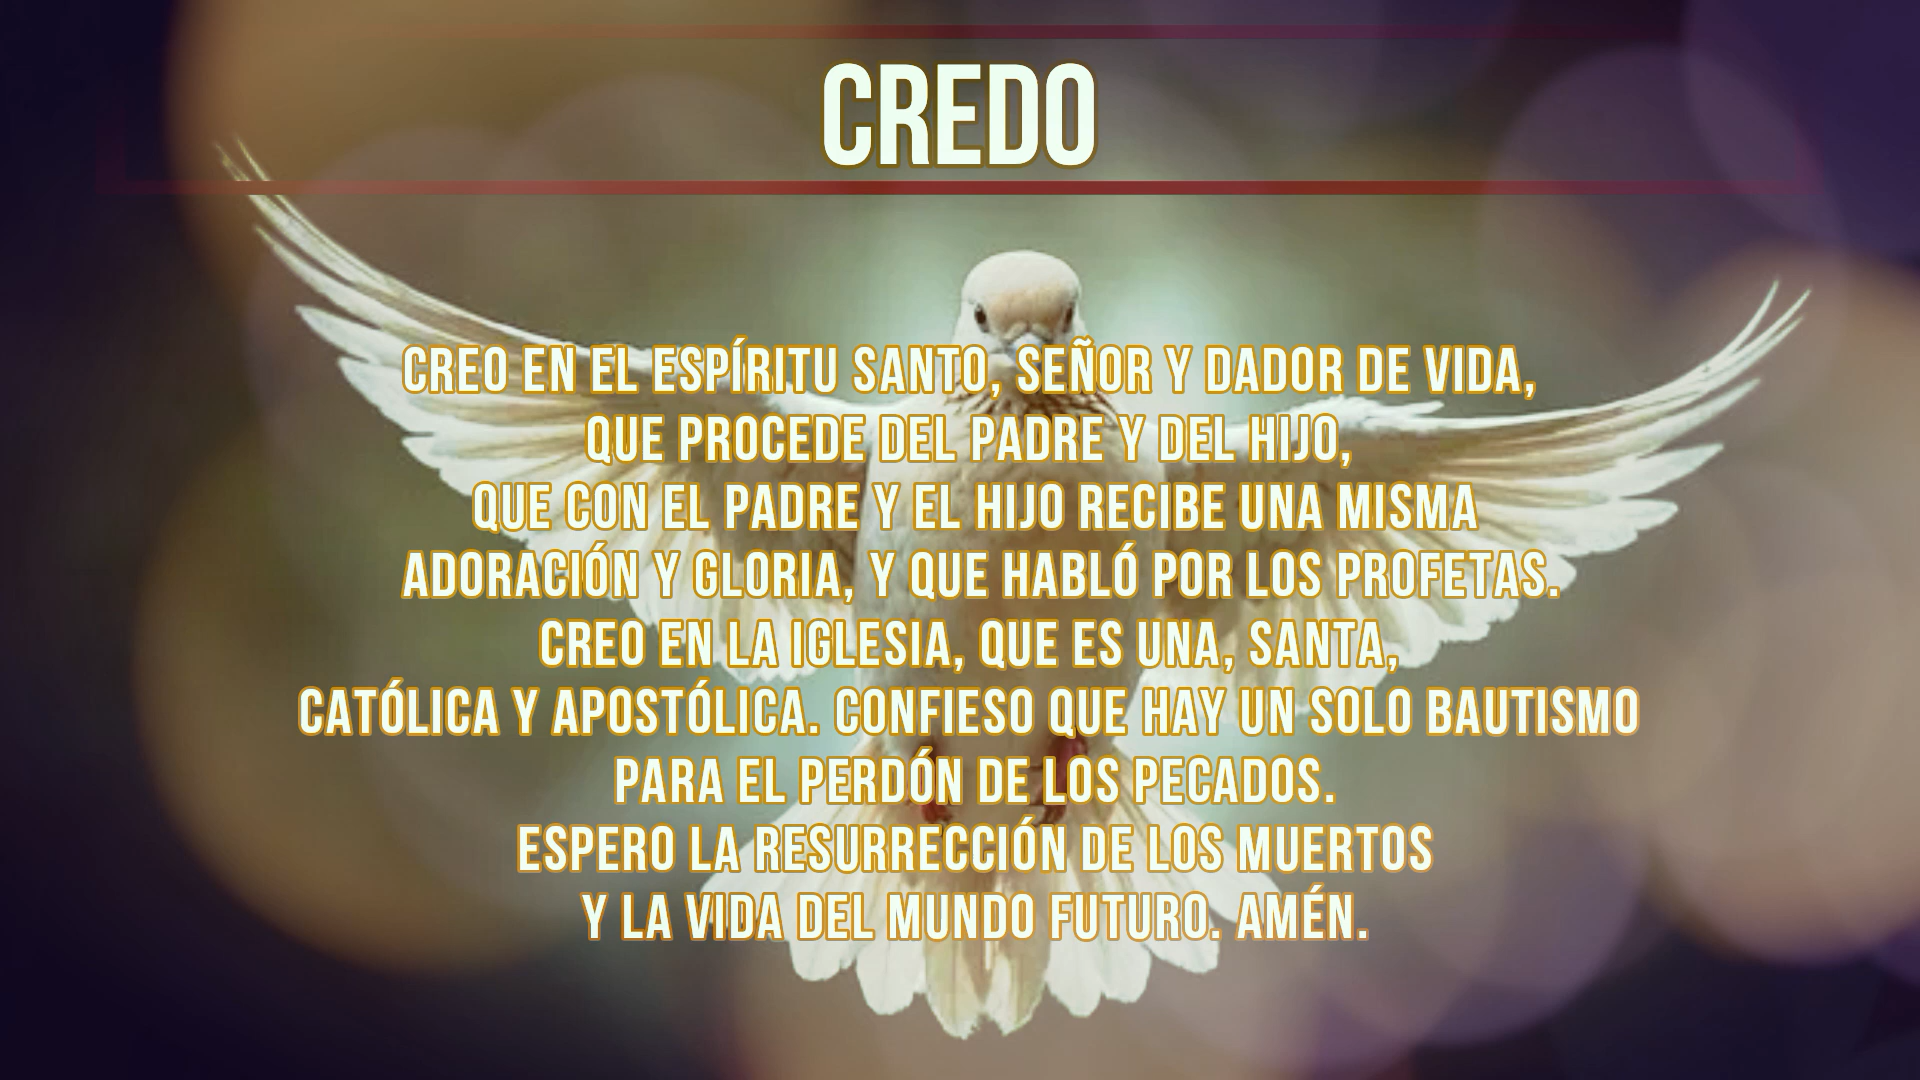 CREDO
CREO EN EL ESPÍRITU SANTO, SEÑOR Y DADOR DE VIDA,
QUE PROCEDE DEL PADRE Y DEL HIJO,
QUE CON EL PADRE Y EL HIJO RECIBE UNA MISMA
ADORACIÓN Y GLORIA, Y QUE HABLÓ POR LOS PROFETAS.
CREO EN LA IGLESIA, QUE ES UNA, SANTA,
CATÓLICA Y APOSTÓLICA. CONFIESO QUE HAY UN SOLO BAUTISMO
PARA EL PERDÓN DE LOS PECADOS.
ESPERO LA RESURRECCIÓN DE LOS MUERTOS
Y LA VIDA DEL MUNDO FUTURO. AMÉN.